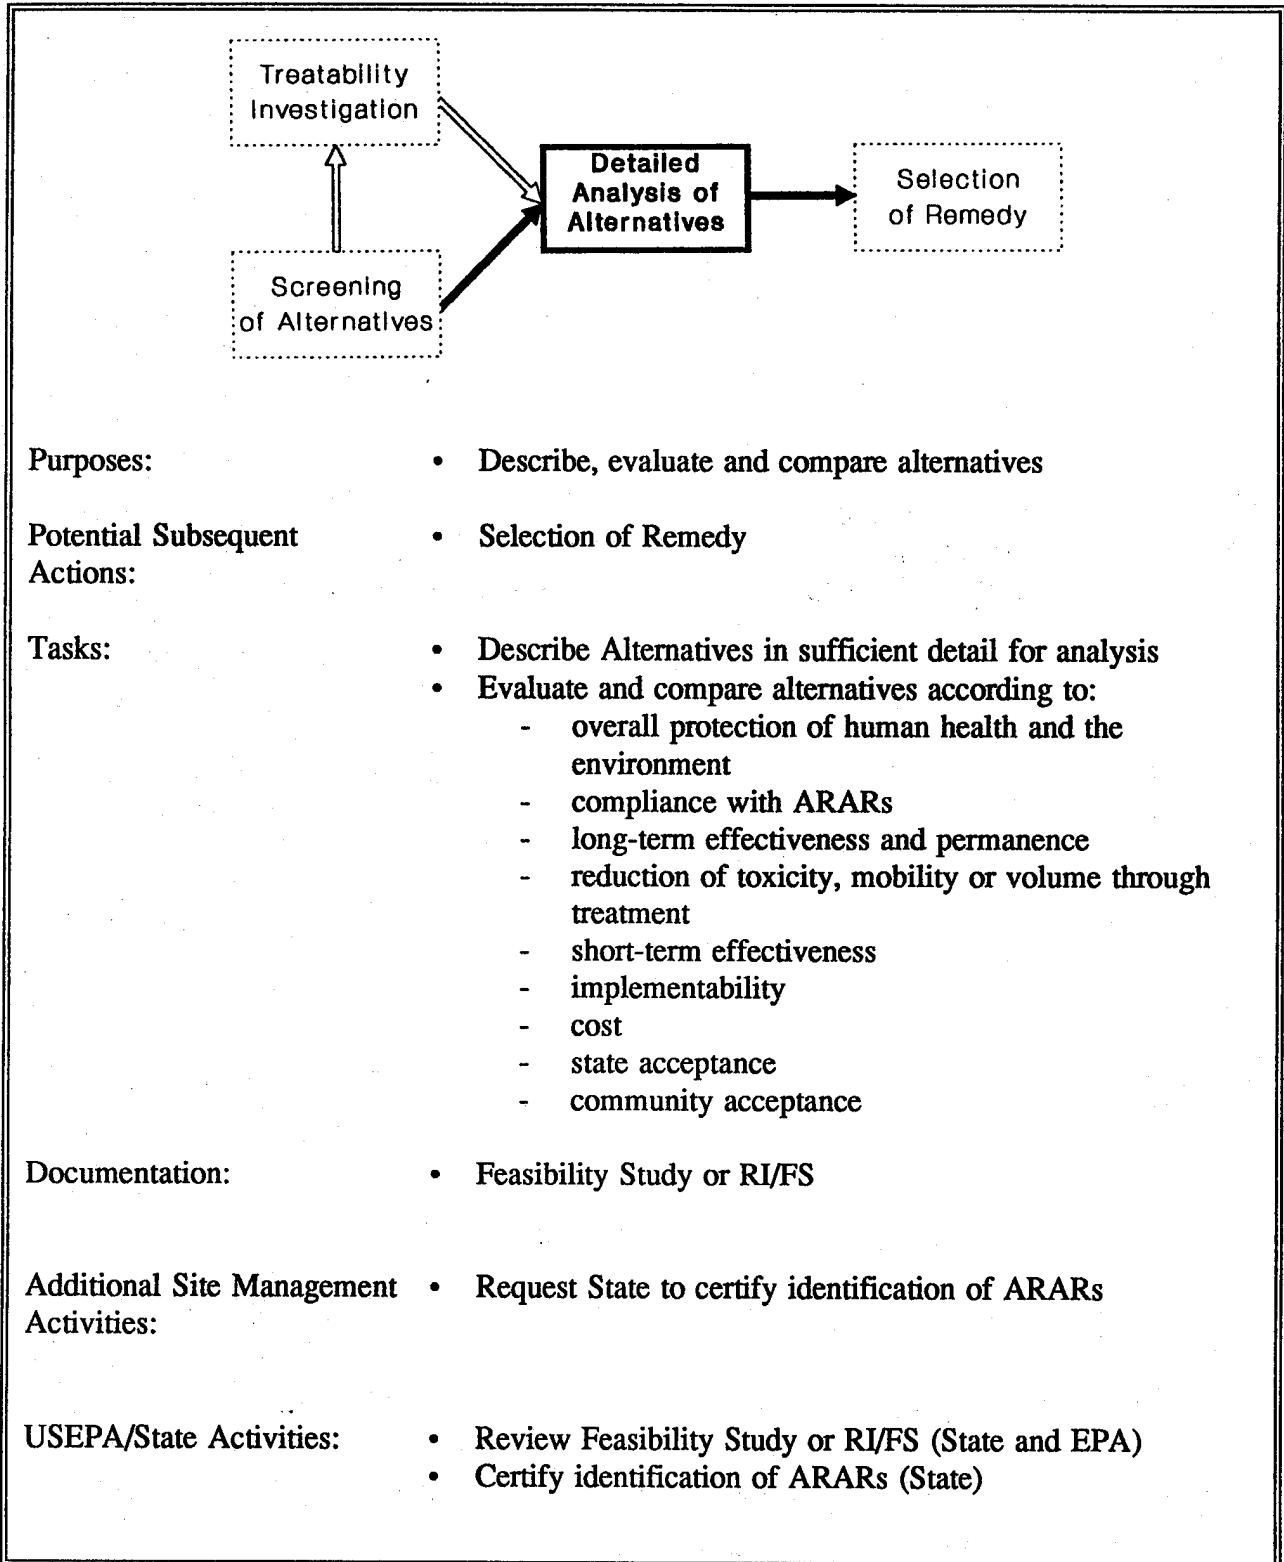 Treatability
Investigation
Detailed
Analysis of
Alternatives
Selection
of Remedy
Screening
of Alternatives
Purposes:
• Describe, evaluate and compare alternatives
Potential Subsequent
Actions:
• Selection of Remedy
Tasks:
• Describe Alternatives in sufficient detail for analysis
• Evaluate and compare alternatives according to:
- overall protection of human health and the
environment
- compliance with ARARs
- long-term effectiveness and permanence
- reduction of toxicity, mobility or volume through
treatment
- short-term effectiveness
- implementability
- cost
- state acceptance
- community acceptance
Documentation:
• Feasibility Study or RI/FS
Additional Site Management
Activities:
• Request State to certify identification of ARARs
USEPA/State Activities:
• Review Feasibility Study or RI/FS (State and EPA)
• Certify identification of ARARs (State)